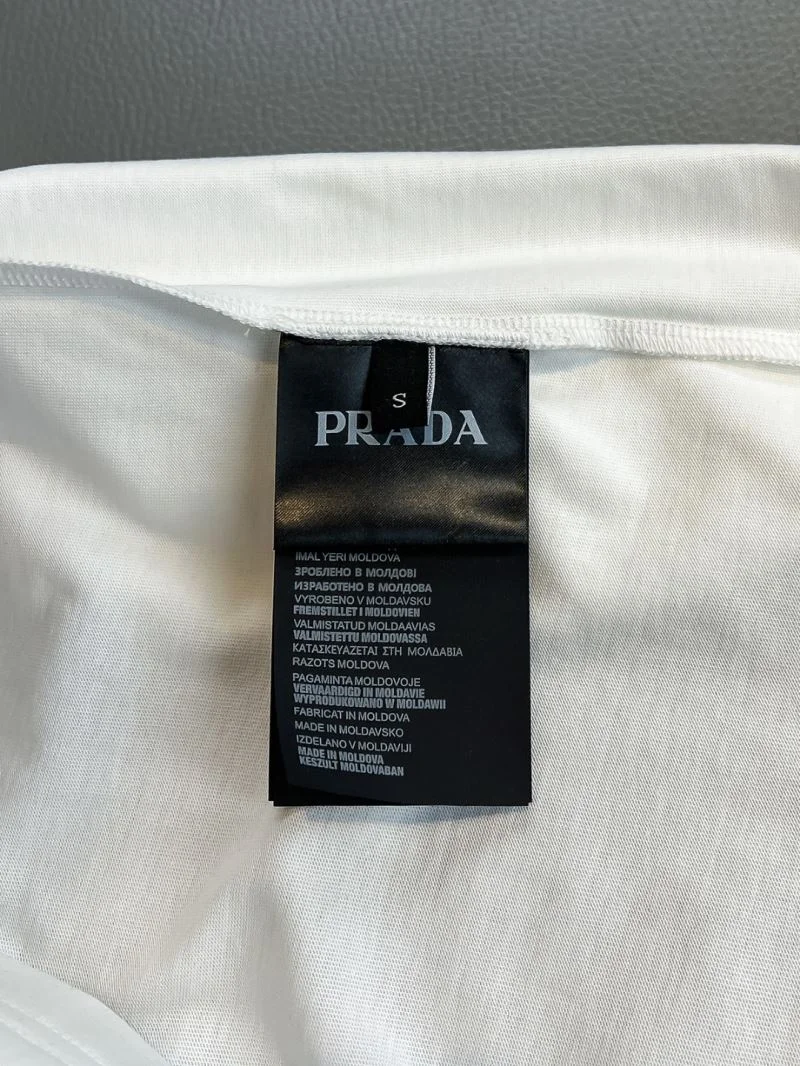 S
PRADA
IMAL YERI MOLDOVA
ЗРОБЛЕНО В МОЛДОВІ
ИЗРАБОТЕНО В МОЛДОВА
VYROBENO V MOLDAVSKU
FREMSTILLET I MOLDOVIEN
VALMISTATUD MOLDAAVIAS
VALMISTETTU MOLDOVASSA
ΚΑΤΑΣΚΕΥΑΖΕΤΑΙ ΣΤΗ ΜΟΛΔΑΒΙΑ
RAZOTS MOLDOVA
PAGAMINTA MOLDOVOJE
VERVAARDIGD IN MOLDAVIE
WYPRODUKOWANO W MOLDAWII
FABRICAT IN MOLDOVA
MADE IN MOLDAVSKO
IZDELANO V MOLDAVIJI
MADE IN MOLDOVA
KESZULT MOLDOVABAN